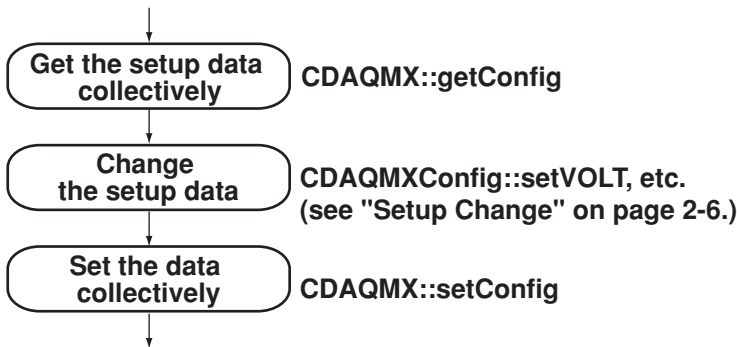 Get the setup data
collectively
CDAQMX::getConfig
Change
the setup data
CDAQMXConfig::setVOLT, etc.
(see "Setup Change" on page 2-6.)
Set the data
collectively
CDAQMX::setConfig